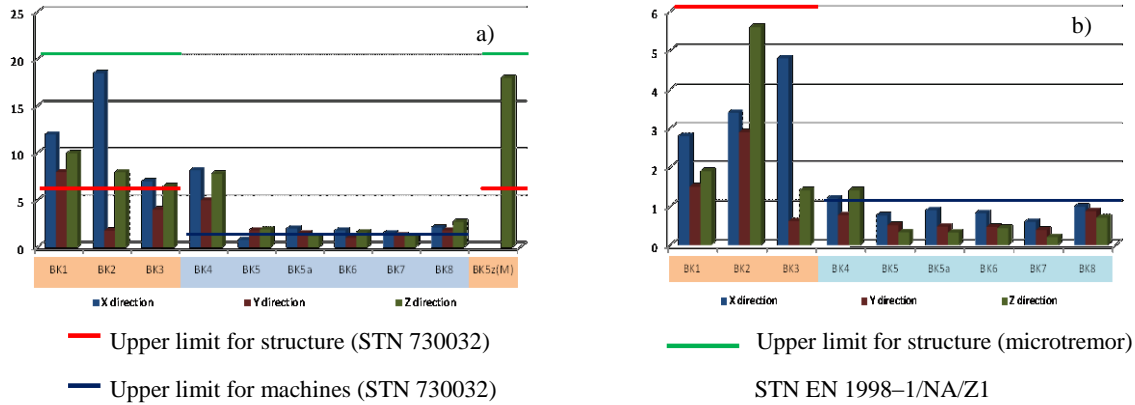 25
20
15
10
5
0
a)
BK1 BK2 BK3 BK4 BK5 BK5a BK6 BK7 BK8 BK5z(M)
X direction Y direction Z direction
6
5
4
3
2
1
0
b)
BK1 BK2 BK3 BK4 BK5 BK5a BK6 BK7 BK8
X direction Y direction Z direction
Upper limit for structure (STN 730032)
Upper limit for structure (microtremor)
Upper limit for machines (STN 730032)
STN EN 1998–1/NA/Z1